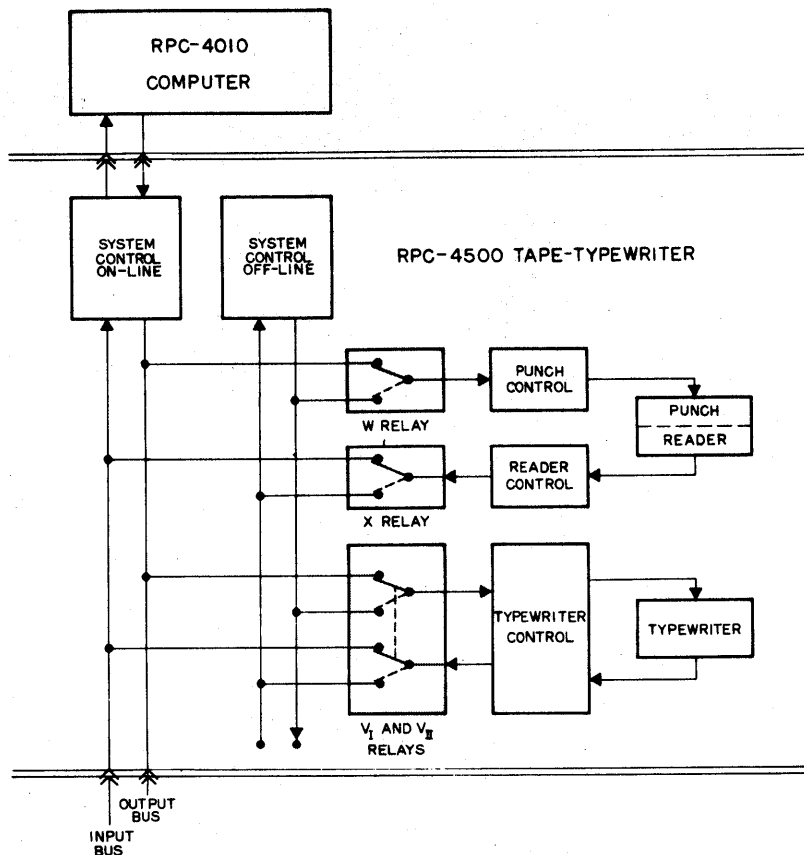 RPC-4010
COMPUTER
SYSTEM
CONTROL
ON-LINE
SYSTEM
CONTROL
OFF-LINE
RPC-4500 TAPE-TYPEWRITER
W RELAY
PUNCH
CONTROL
PUNCH
READER
X RELAY
READER
CONTROL
TYPEWRITER
CONTROL
TYPEWRITER
V_I AND V_II
RELAYS
OUTPUT
BUS
INPUT
BUS